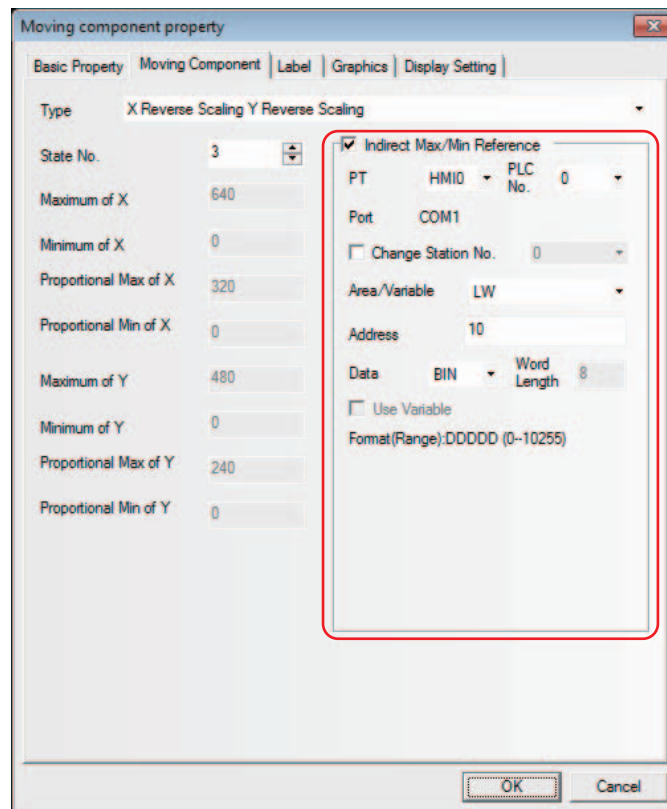 Moving component property
Basic Property Moving Component Label Graphics Display Setting
Type X Reverse Scaling Y Reverse Scaling
State No. 3
Maximum of X 640
Minimum of X 0
Proportional Max of X 320
Proportional Min of X 0
Maximum of Y 480
Minimum of Y 0
Proportional Max of Y 240
Proportional Min of Y 0
Indirect Max/Min Reference
PT HMI0 PLC No. 0
Port COM1
Change Station No. 0
Area/Variable LW
Address 10
Data BIN Word Length 8
Use Variable
Format(Range):DDDDD (0--10255)
OK Cancel